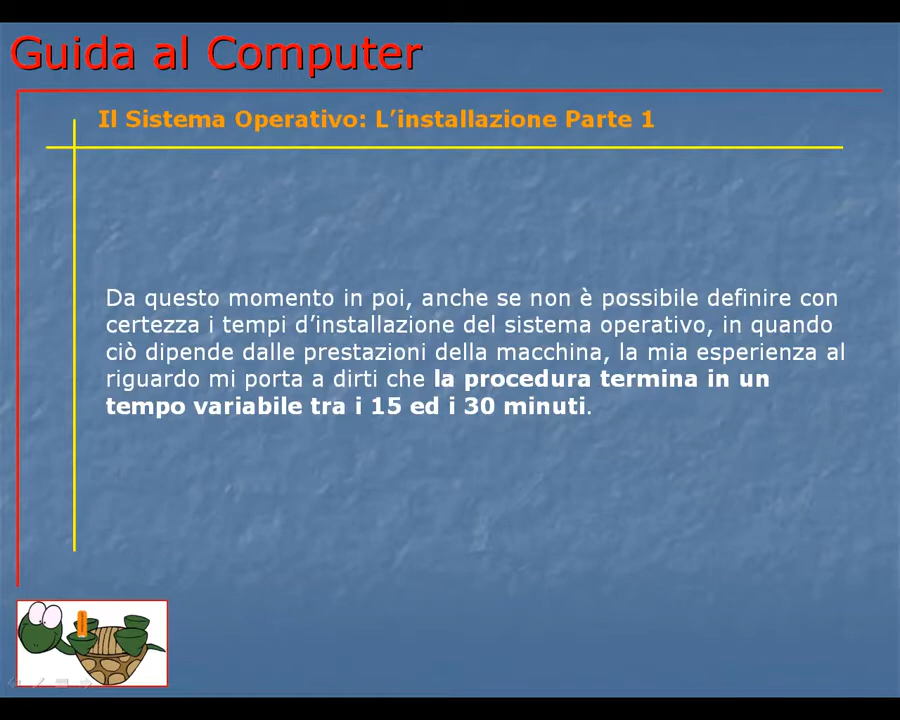 Guida al Computer
Il Sistema Operativo: L’installazione Parte 1
Da questo momento in poi, anche se non è possibile definire con
certezza i tempi d’installazione del sistema operativo, in quando
ciò dipende dalle prestazioni della macchina, la mia esperienza al
riguardo mi porta a dirti che la procedura termina in un
tempo variabile tra i 15 ed i 30 minuti.